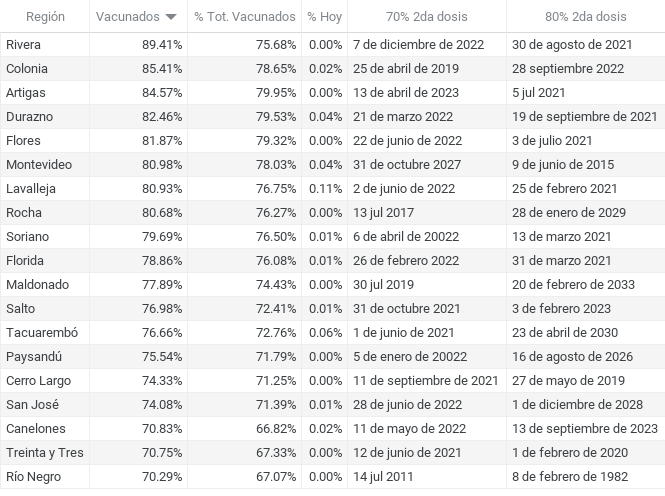 Región Vacunados % Tot. Vacunados % Hoy 70% 2da dosis 80% 2da dosis
Rivera 89.41% 75.68% 0.00% 7 de diciembre de 2022 30 de agosto de 2021
Colonia 85.41% 78.65% 0.02% 25 de abril de 2019 28 septiembre 2022
Artigas 84.57% 79.95% 0.00% 13 de abril de 2023 5 jul 2021
Durazno 82.46% 79.53% 0.04% 21 de marzo 2022 19 de septiembre de 2021
Flores 81.87% 79.32% 0.00% 22 de junio de 2022 3 de julio 2021
Montevideo 80.98% 78.03% 0.04% 31 de octubre 2027 9 de junio de 2015
Lavalleja 80.93% 76.75% 0.11% 2 de junio de 2022 25 de febrero 2021
Rocha 80.68% 76.27% 0.00% 13 jul 2017 28 de enero de 2029
Soriano 79.69% 76.50% 0.01% 6 de abril de 20022 13 de marzo 2021
Florida 78.86% 76.08% 0.01% 26 de febrero 2022 31 de marzo 2021
Maldonado 77.89% 74.43% 0.00% 30 jul 2019 20 de febrero de 2033
Salto 76.98% 72.41% 0.01% 31 de octubre 2021 3 de febrero 2023
Tacuarembó 76.66% 72.76% 0.06% 1 de junio de 2021 23 de abril de 2030
Paysandú 75.54% 71.79% 0.00% 5 de enero de 20022 16 de agosto de 2026
Cerro Largo 74.33% 71.25% 0.00% 11 de septiembre de 2021 27 de mayo de 2019
San José 74.08% 71.39% 0.01% 28 de junio de 2022 1 de diciembre de 2028
Canelones 70.83% 66.82% 0.02% 11 de mayo de 2022 13 de septiembre de 2023
Treinta y Tres 70.75% 67.33% 0.00% 12 de junio de 2021 1 de febrero de 2020
Río Negro 70.29% 67.07% 0.00% 14 jul 2011 8 de febrero de 1982